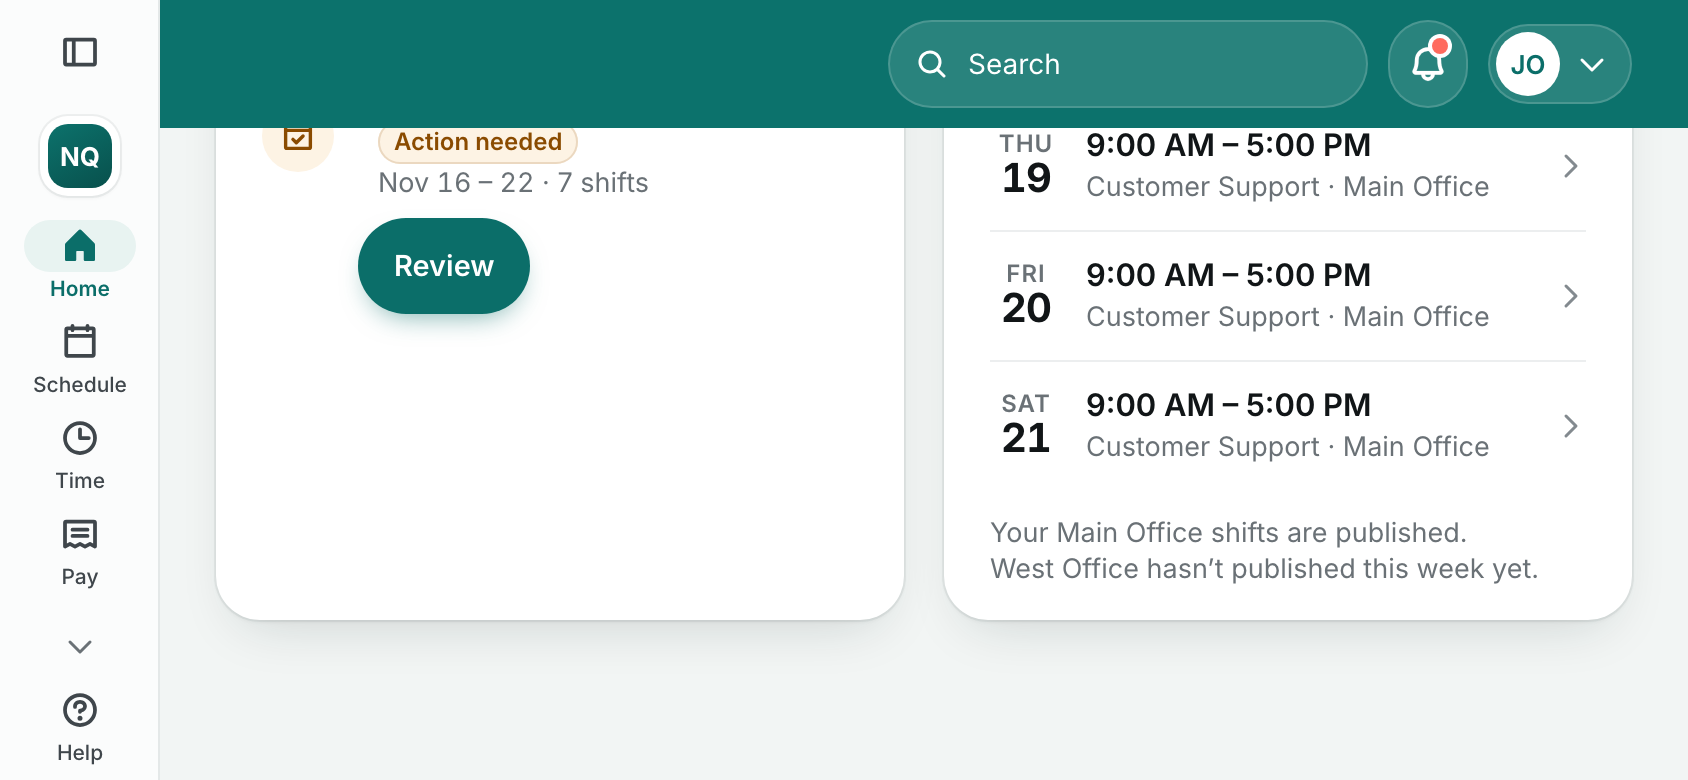 Search
JO
NQ
Home
Schedule
Time
Pay
Help
Action needed
Nov 16 – 22 · 7 shifts
Review
THU
19
9:00 AM – 5:00 PM
Customer Support · Main Office
FRI
20
9:00 AM – 5:00 PM
Customer Support · Main Office
SAT
21
9:00 AM – 5:00 PM
Customer Support · Main Office
Your Main Office shifts are published.
West Office hasn’t published this week yet.